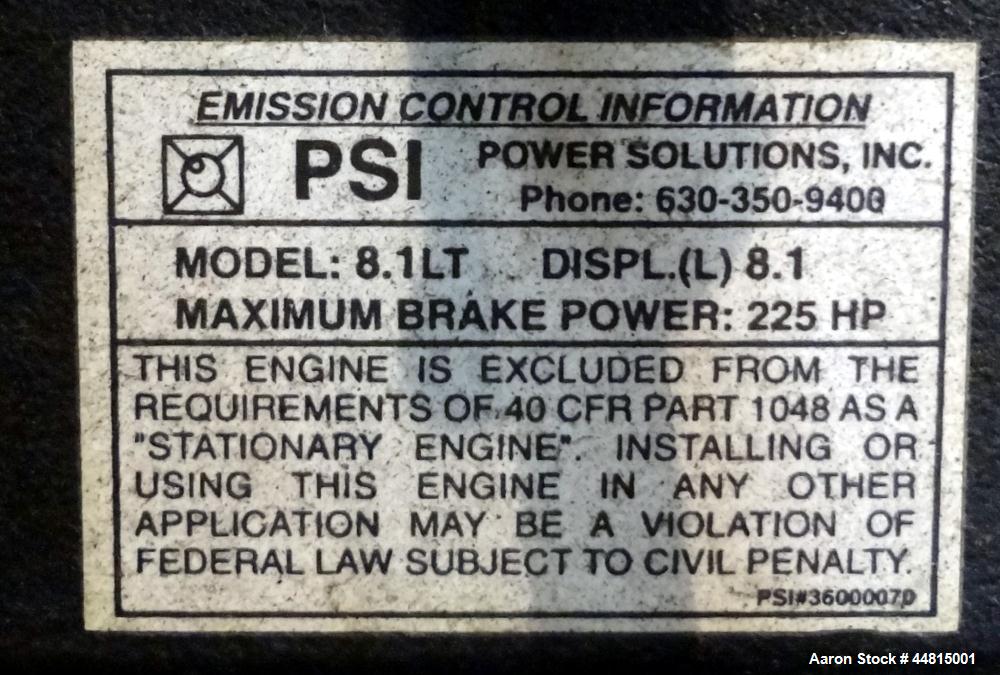 EMISSION CONTROL INFORMATION
PSI POWER SOLUTIONS, INC.
Phone: 630-350-9400
MODEL: 8.1LT DISPL.(L) 8.1
MAXIMUM BRAKE POWER: 225 HP
THIS ENGINE IS EXCLUDED FROM THE
REQUIREMENTS OF 40 CFR PART 1048 AS A
"STATIONARY ENGINE". INSTALLING OR
USING THIS ENGINE IN ANY OTHER
APPLICATION MAY BE A VIOLATION OF
FEDERAL LAW SUBJECT TO CIVIL PENALTY.
PSI#36000070
Aaron Stock # 44815001